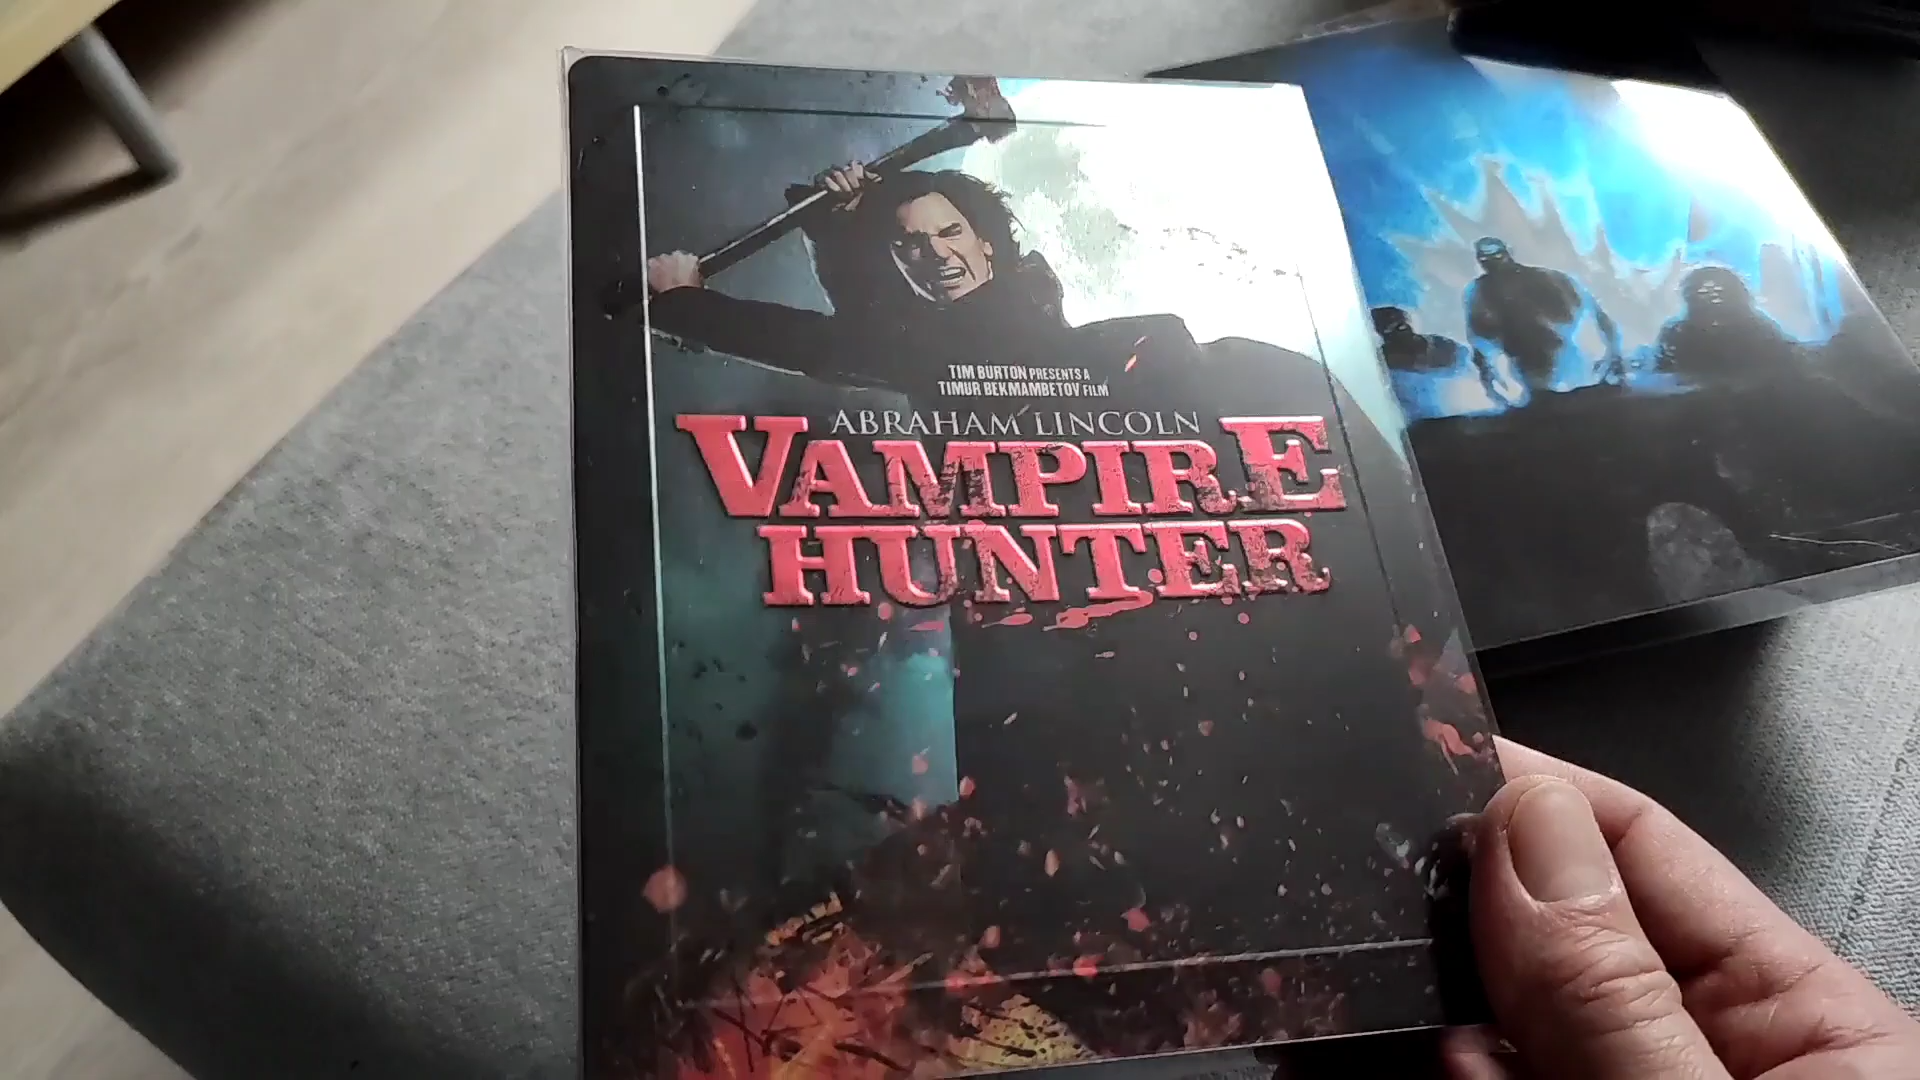 TIM BURTON PRESENTS A
TIMUR BEKMAMBETOV FILM
ABRAHAM LINCOLN
VAMPIRE
HUNTER